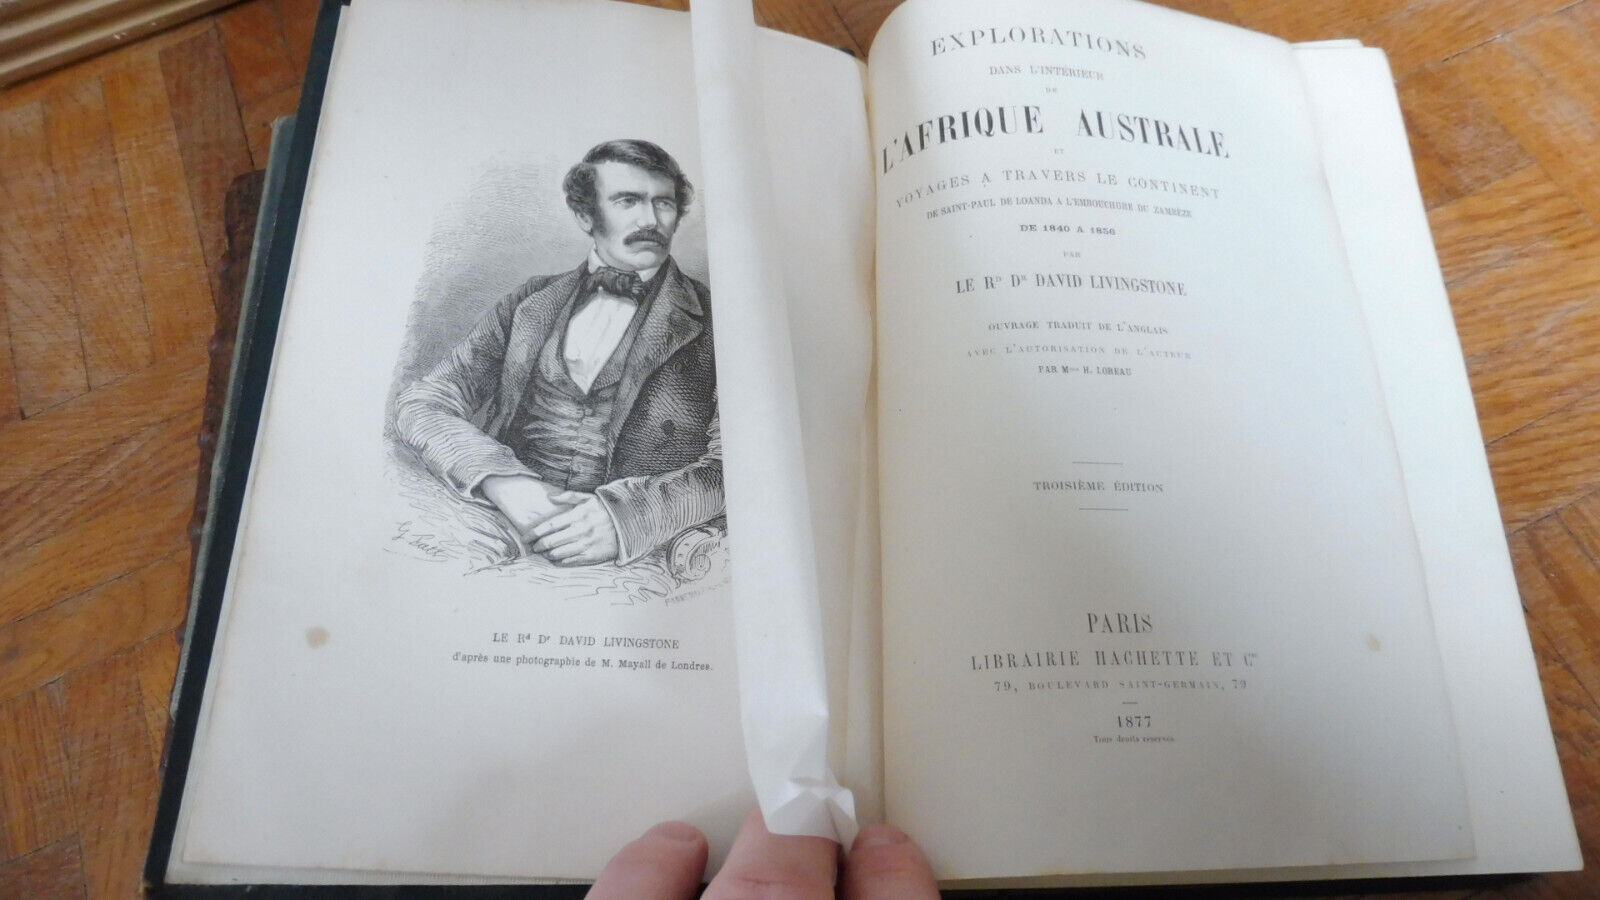 G. Lalt
LE Rd Dr DAVID LIVINGSTONE
d'après une photographie de M. Mayall de Londres.
EXPLORATIONS
DANS L'INTÉRIEUR
DE
L'AFRIQUE AUSTRALE
ET
VOYAGES A TRAVERS LE CONTINENT
DE SAINT-PAUL DE LOANDA A L'EMBOUCHURE DU ZAMBÈZE
DE 1840 A 1856
PAR
LE RD DR DAVID LIVINGSTONE
OUVRAGE TRADUIT DE L'ANGLAIS
AVEC L'AUTORISATION DE L'AUTEUR
PAR Mme H. LOREAU
TROISIÈME ÉDITION
PARIS
LIBRAIRIE HACHETTE ET Cie
79, BOULEVARD SAINT-GERMAIN, 79
1877
Tous droits réservés